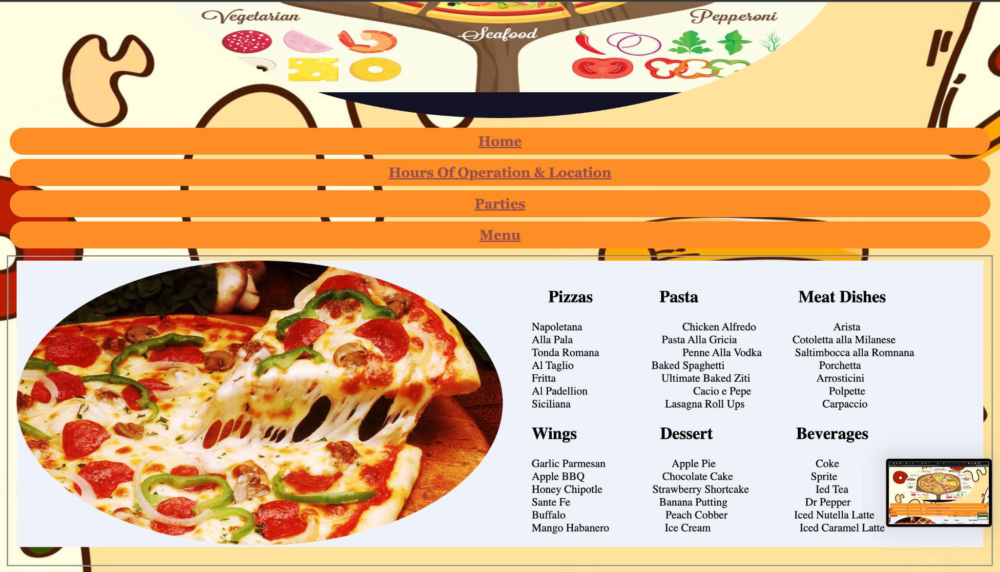 Vegetarian Seafood Pepperoni
Home
Hours Of Operation & Location
Parties
Menu
Pizzas Pasta Meat Dishes
Napoletana Chicken Alfredo Arista
Alla Pala Pasta Alla Gricia Cotoletta alla Milanese
Tonda Romana Penne Alla Vodka Saltimbocca alla Romnana
Al Taglio Baked Spaghetti Porchetta
Fritta Ultimate Baked Ziti Arrosticini
Al Padellion Cacio e Pepe Polpette
Siciliana Lasagna Roll Ups Carpaccio
Wings Dessert Beverages
Garlic Parmesan Apple Pie Coke
Apple BBQ Chocolate Cake Sprite
Honey Chipotle Strawberry Shortcake Ied Tea
Sante Fe Banana Putting Dr Pepper
Buffalo Peach Cobber Iced Nutella Latte
Mango Habanero Ice Cream Iced Caramel Latte